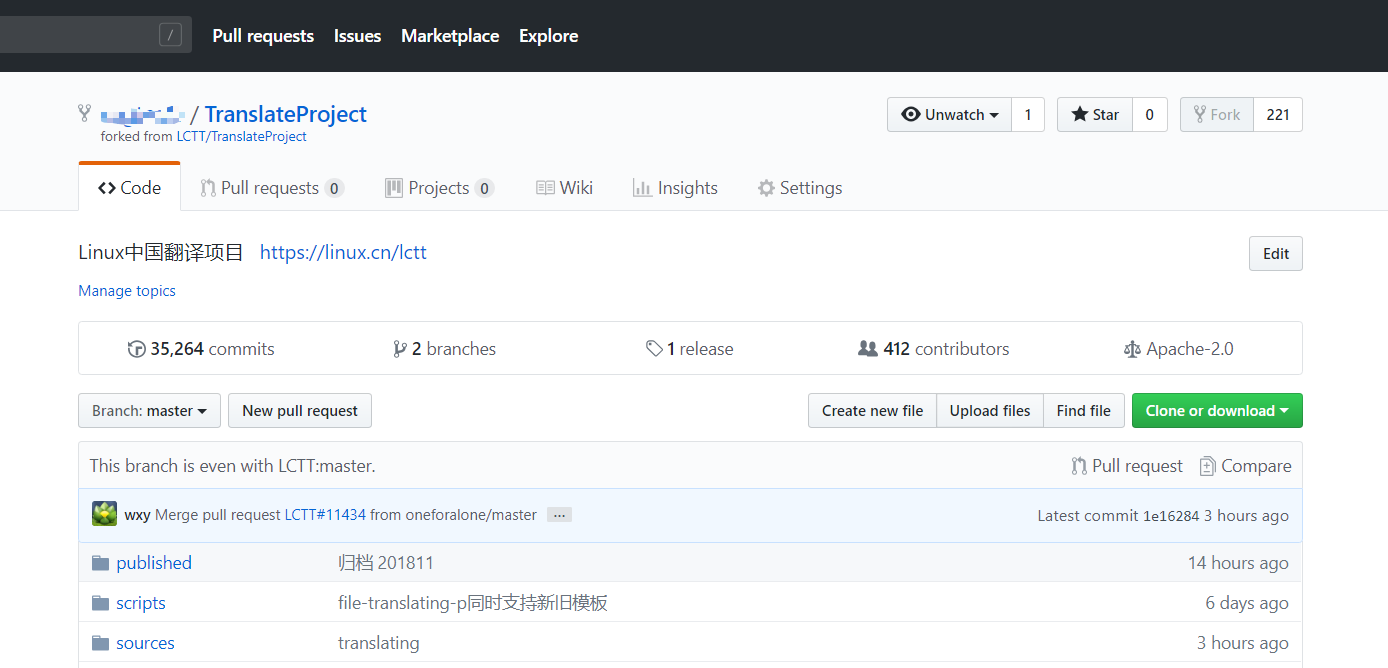 / Pull requests Issues Marketplace Explore
/ TranslateProject
Unwatch 1 Star 0 Fork 221
forked from LCTT/TranslateProject
<> Code Pull requests 0 Projects 0 Wiki Insights Settings
Linux中国翻译项目 https://linux.cn/lctt
Edit
Manage topics
35,264 commits 2 branches 1 release 412 contributors Apache-2.0
Branch: master New pull request Create new file Upload files Find file Clone or download
This branch is even with LCTT:master. Pull request Compare
wxy Merge pull request LCTT#11434 from oneforalone/master ... Latest commit 1e16284 3 hours ago
published 归档 201811 14 hours ago
scripts file-translating-p同时支持新旧模板 6 days ago
sources translating 3 hours ago